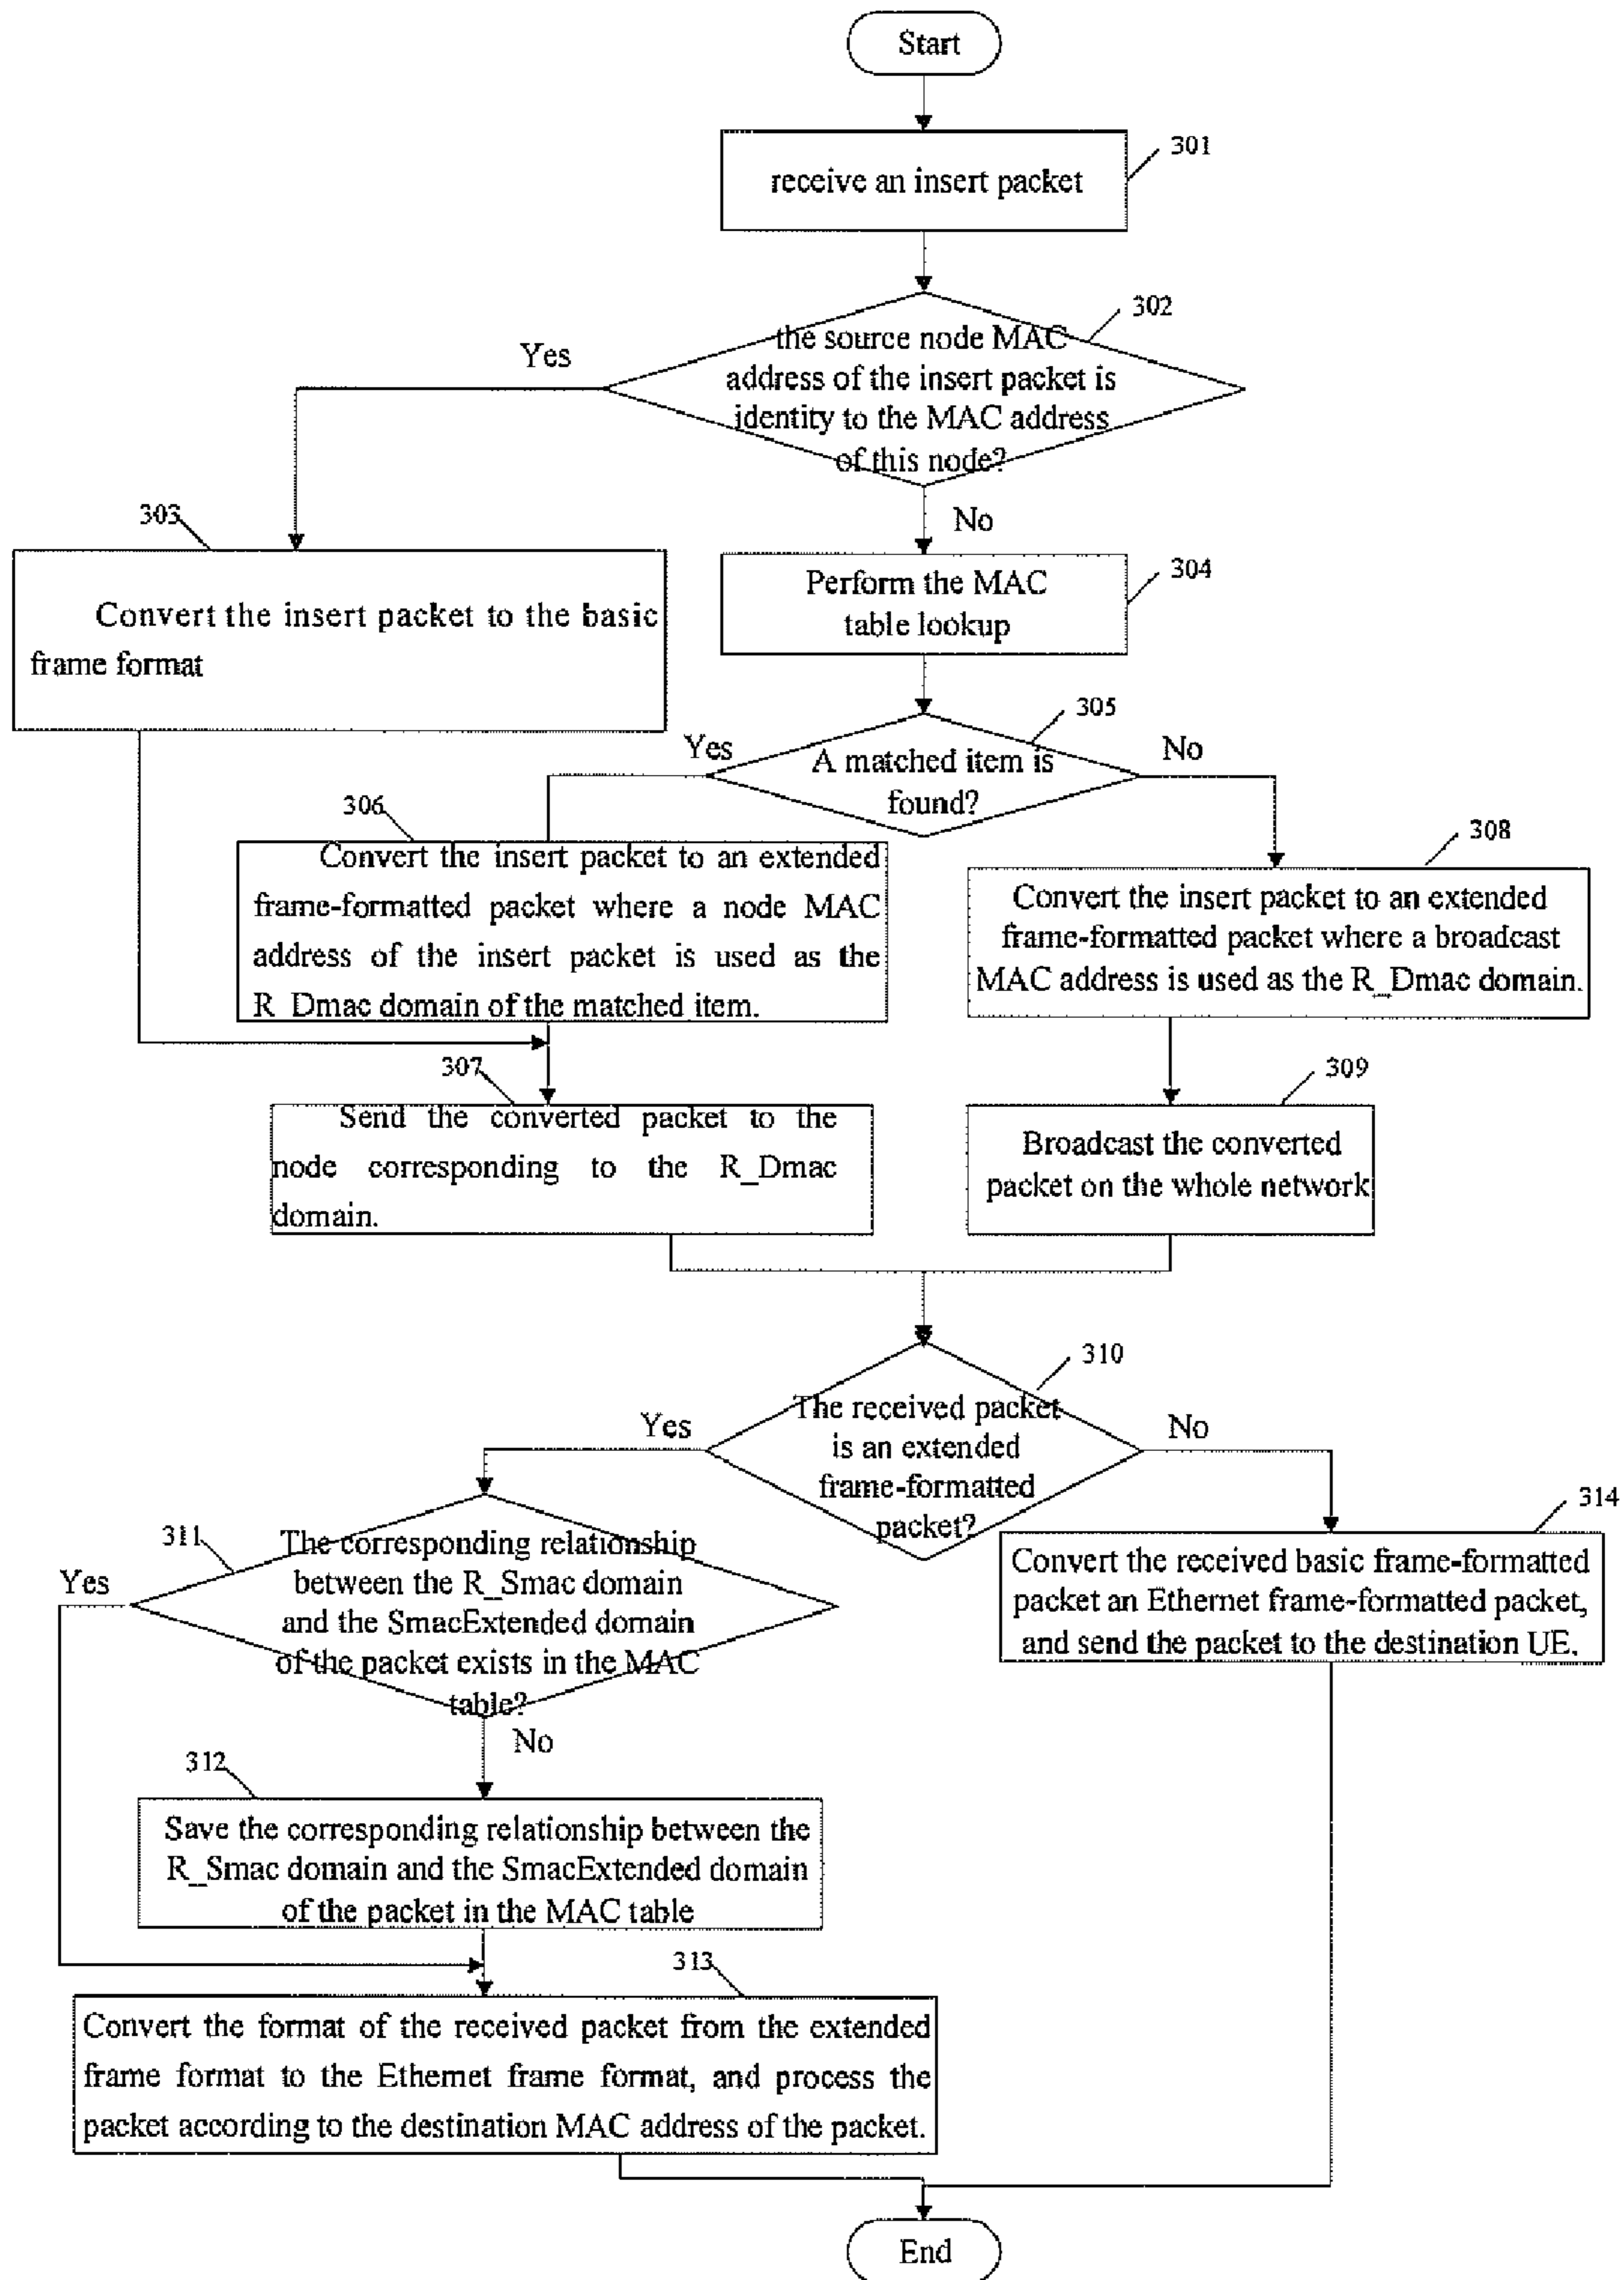 Start
301
receive an insert packet
302
the source node MAC
address of the insert packet is
identity to the MAC address
of this node?
Yes
No
303
Convert the insert packet to the basic
frame format
304
Perform the MAC
table lookup
305
A matched item is
found?
Yes
No
306
Convert the insert packet to an extended
frame-formatted packet where a node MAC
address of the insert packet is used as the
R_Dmac domain of the matched item.
308
Convert the insert packet to an extended
frame-formatted packet where a broadcast
MAC address is used as the R_Dmac domain.
307
Send the converted packet to the
node corresponding to the R_Dmac
domain.
309
Broadcast the converted
packet on the whole network
310
The received packet
is an extended
frame-formatted
packet?
Yes
No
311
The corresponding relationship
between the R_Smac domain
and the SmacExtended domain
of the packet exists in the MAC
table?
Yes
No
314
Convert the received basic frame-formatted
packet an Ethernet frame-formatted packet,
and send the packet to the destination UE.
312
Save the corresponding relationship between the
R_Smac domain and the SmacExtended domain
of the packet in the MAC table
313
Convert the format of the received packet from the extended
frame format to the Ethernet frame format, and process the
packet according to the destination MAC address of the packet.
End